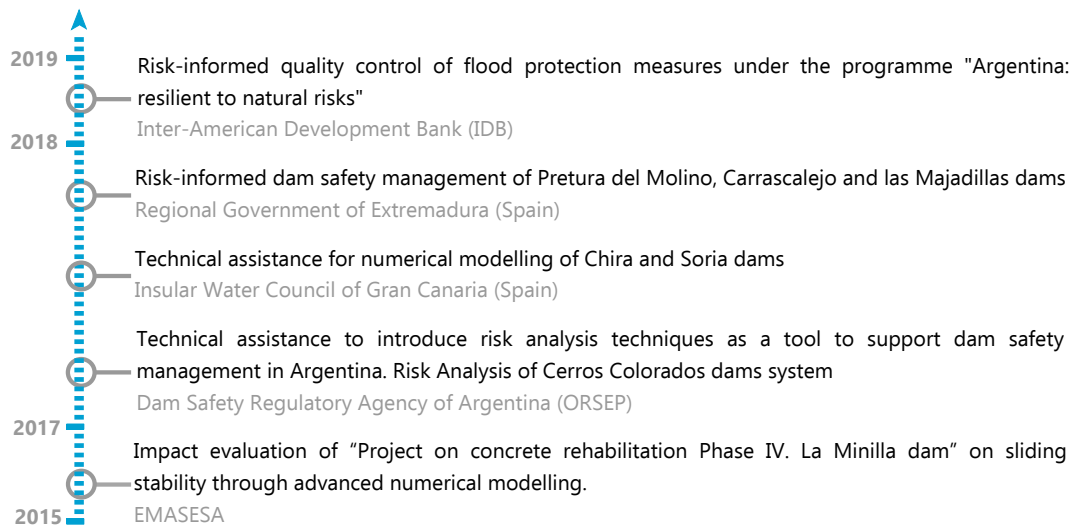 2019
Risk-informed quality control of flood protection measures under the programme "Argentina:
resilient to natural risks"
Inter-American Development Bank (IDB)
2018
Risk-informed dam safety management of Pretura del Molino, Carrascalejo and las Majadillas dams
Regional Government of Extremadura (Spain)
Technical assistance for numerical modelling of Chira and Soria dams
Insular Water Council of Gran Canaria (Spain)
Technical assistance to introduce risk analysis techniques as a tool to support dam safety
management in Argentina. Risk Analysis of Cerros Colorados dams system
Dam Safety Regulatory Agency of Argentina (ORSEP)
2017
Impact evaluation of “Project on concrete rehabilitation Phase IV. La Minilla dam” on sliding
stability through advanced numerical modelling.
EMASESA
2015